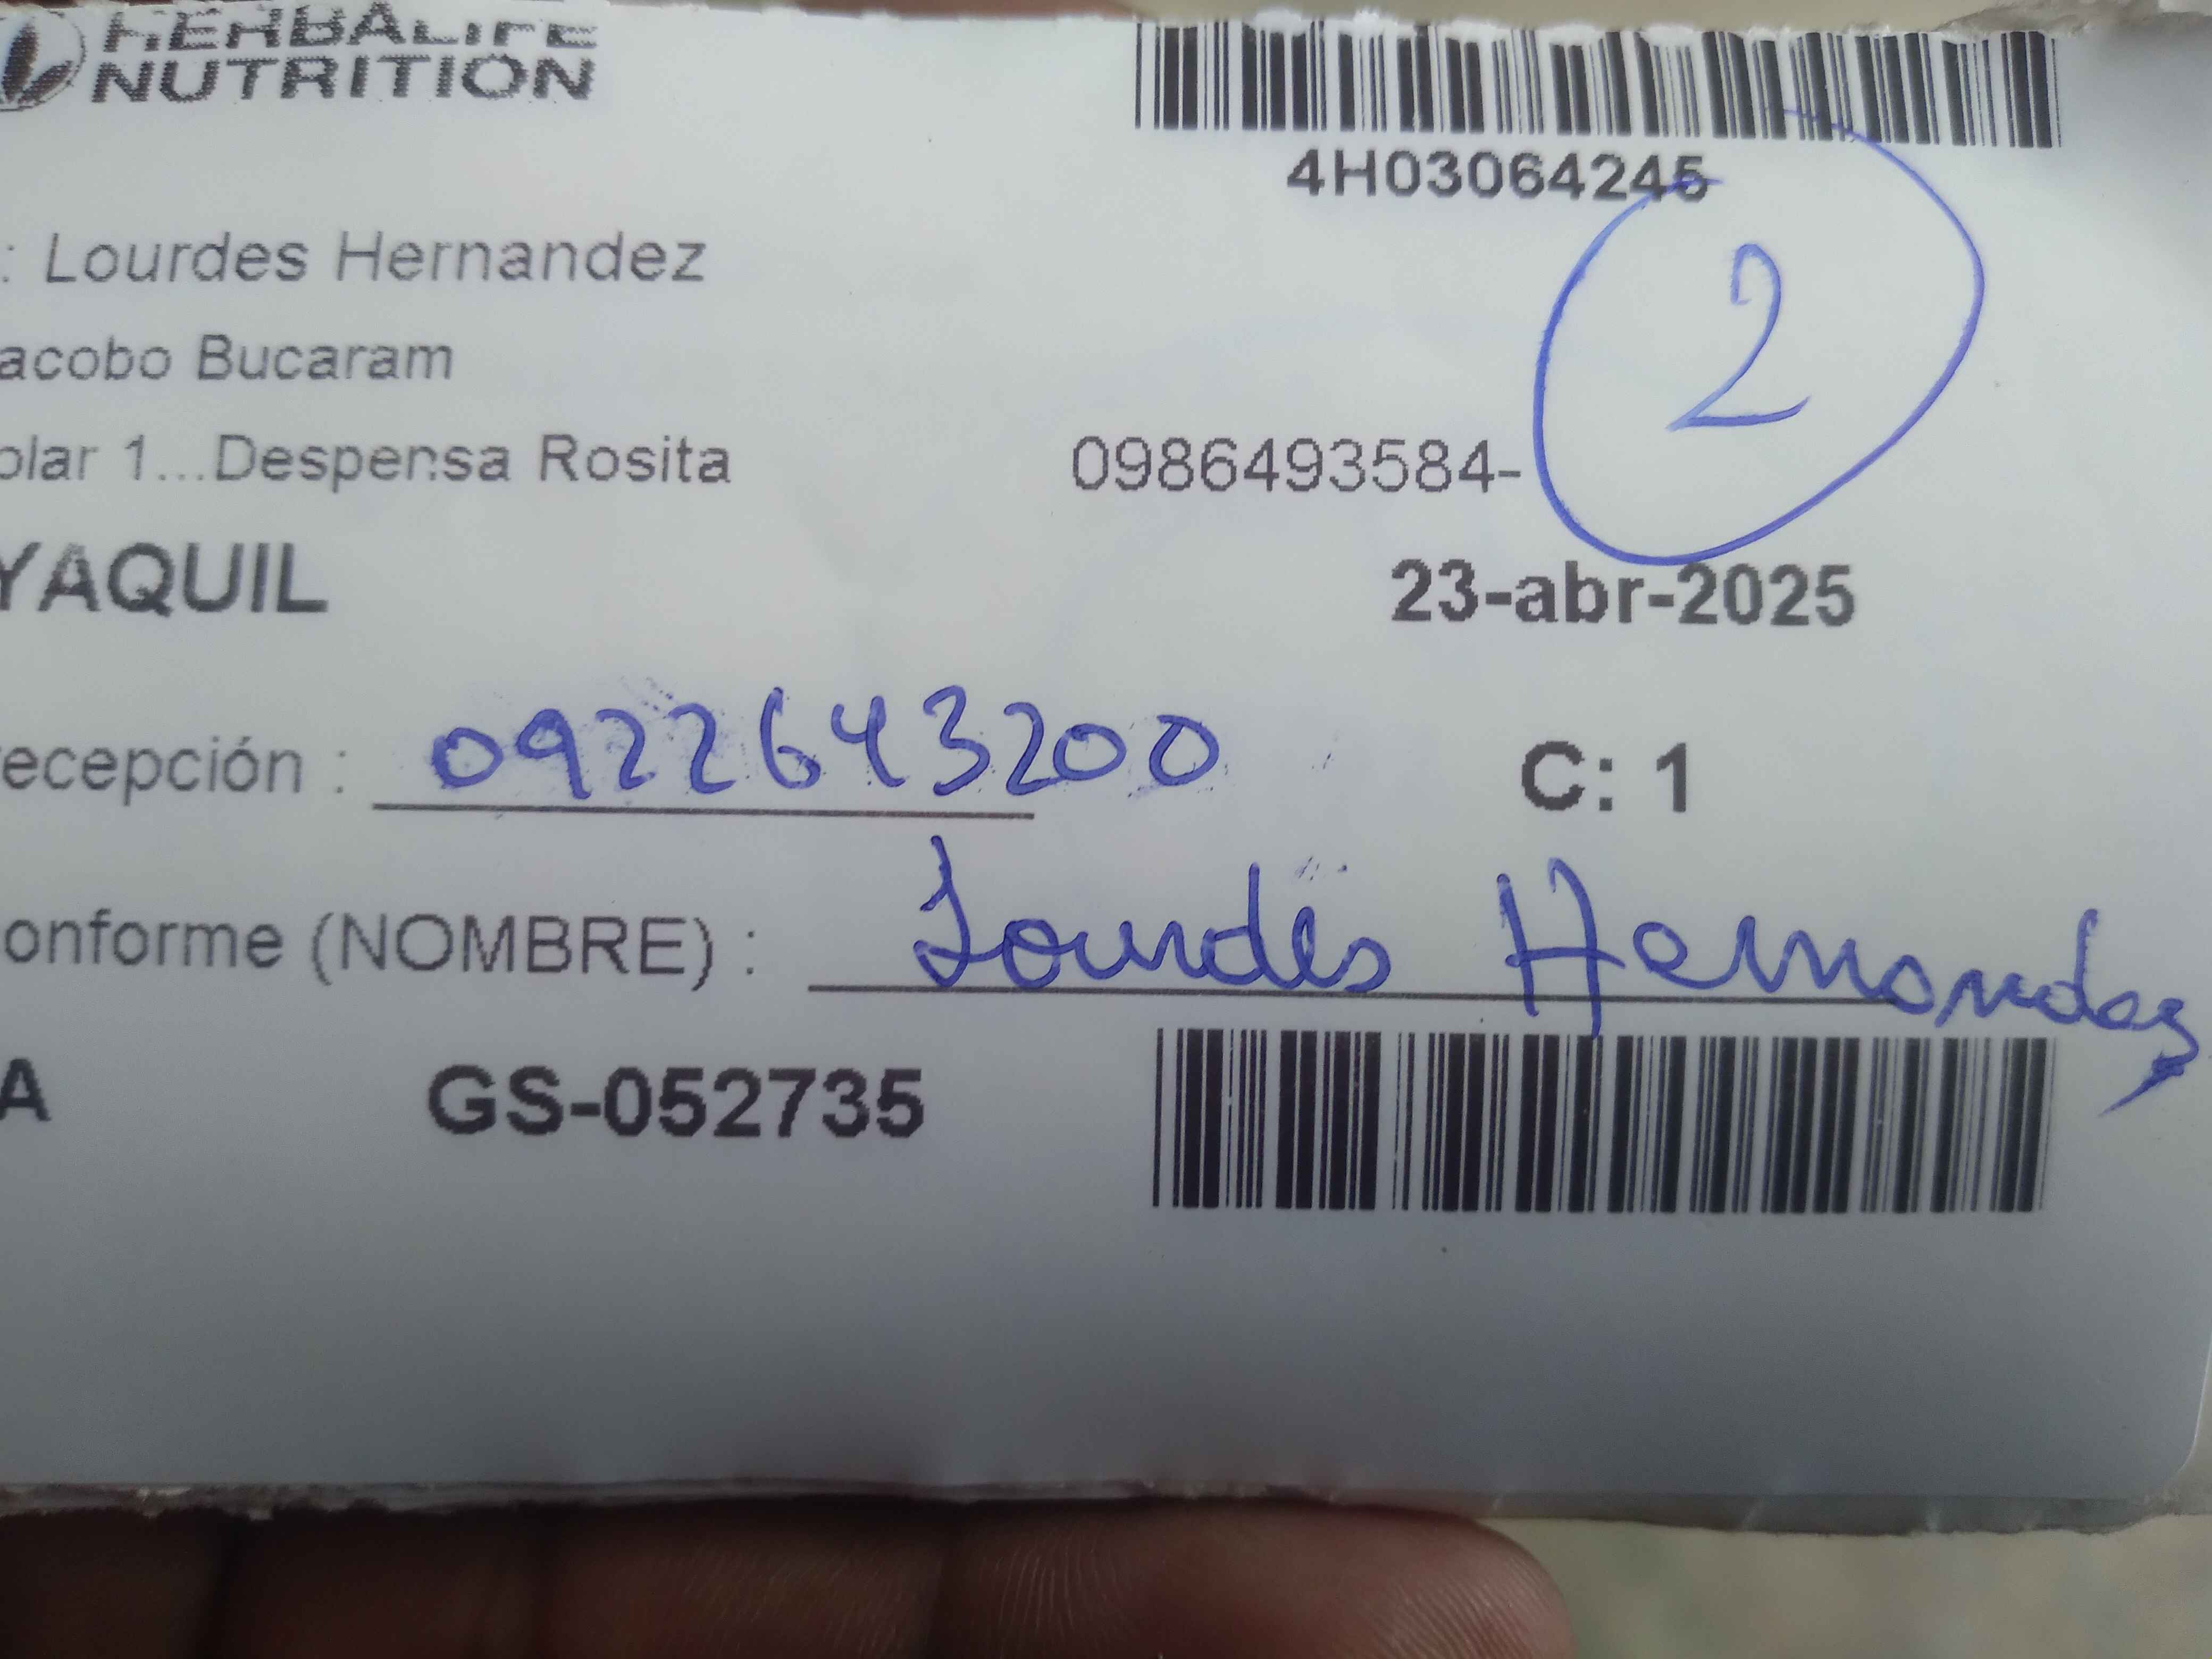 HERBALIFE
NUTRITION
4H03064245
: Lourdes Hernandez
acobo Bucaram
olar 1...Despensa Rosita 0986493584-
2
YAQUIL 23-abr-2025
ecepción : 0922643200 C: 1
onforme (NOMBRE) : Lourdes Hernandez
A GS-052735